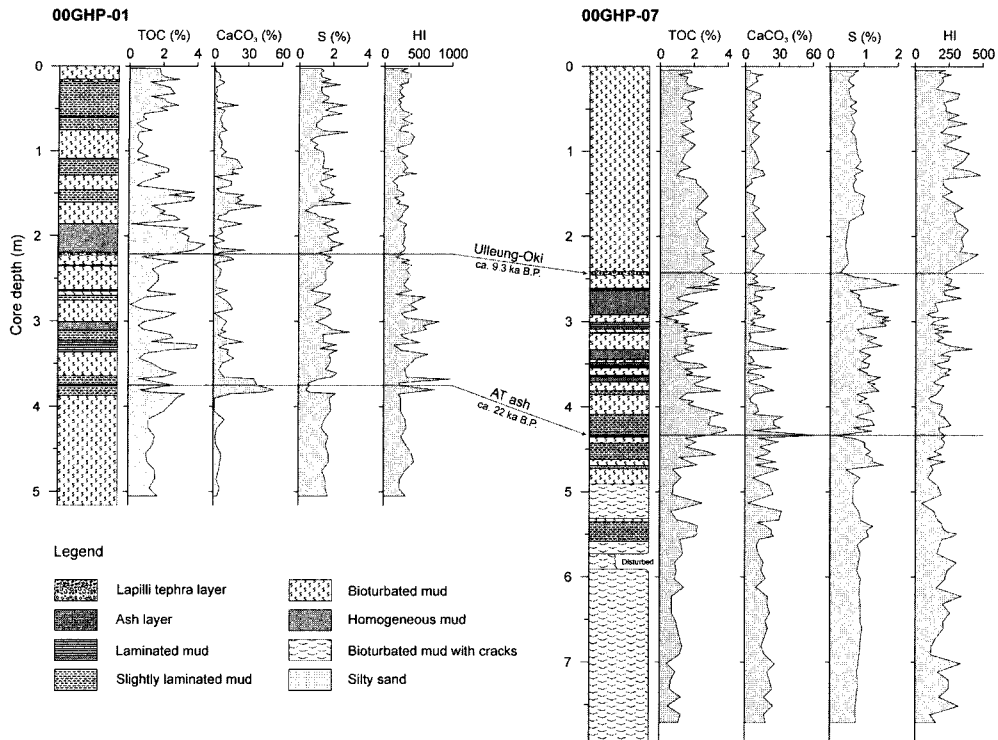 00GHP-01
00GHP-07
TOC (%) CaCO₃ (%) S (%) HI
0 2 4 0 30 60 0 2 4 0 500 1000
TOC (%) CaCO₃ (%) S (%) HI
0 2 4 0 30 60 0 1 2 0 250 500
Core depth (m)
0
1
2
3
4
5
0
1
2
3
4
5
6
7
Ulleung-Oki
ca. 9.3 ka B.P.
AT ash
ca. 22 ka B.P.
Disturbed
Legend
Lapilli tephra layer
Ash layer
Laminated mud
Slightly laminated mud
Bioturbated mud
Homogeneous mud
Bioturbated mud with cracks
Silty sand